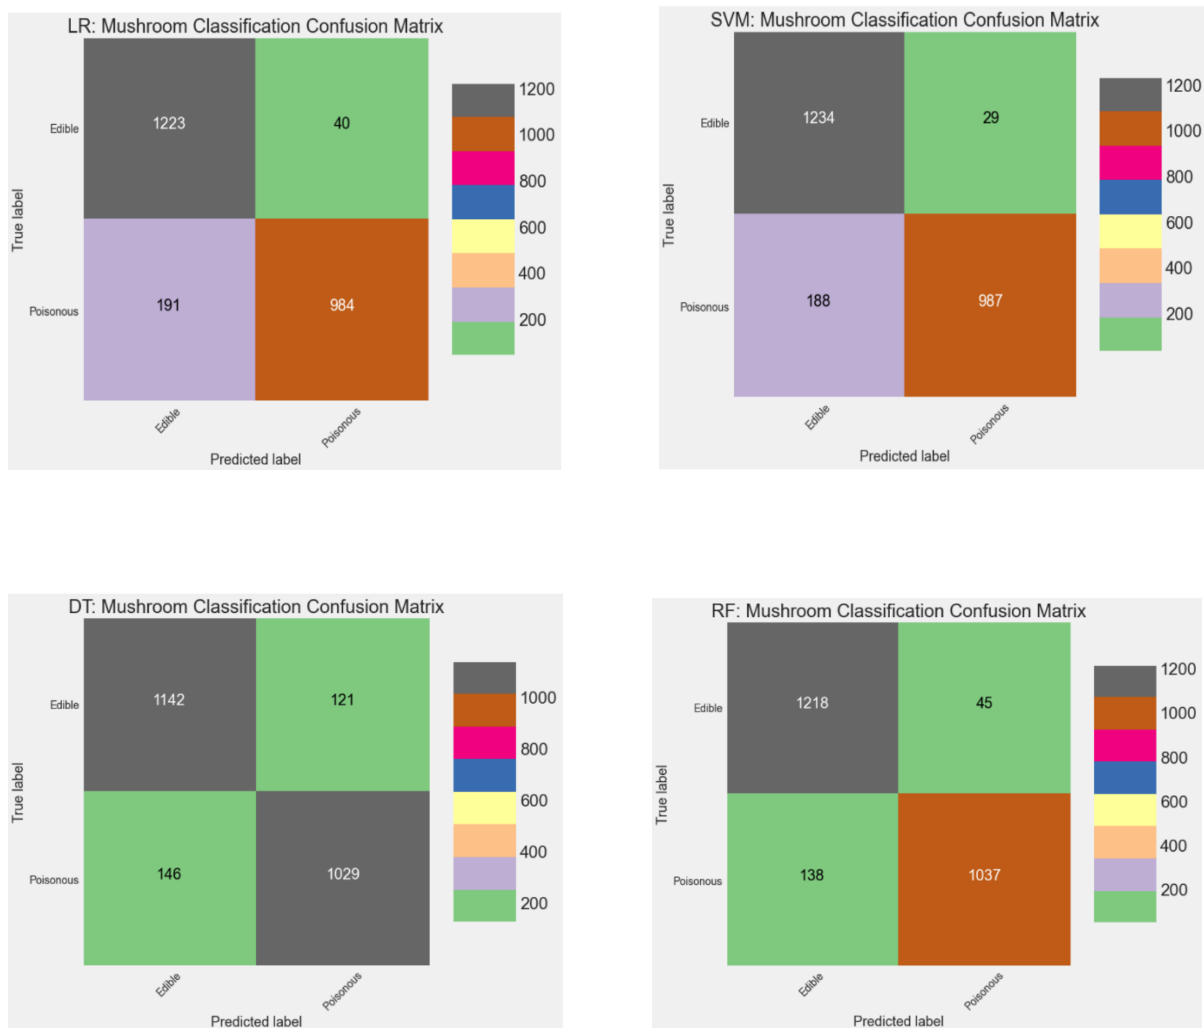 LR: Mushroom Classification Confusion Matrix
Edible
Poisonous
True label
1223 40
191 984
Edible Poisonous
Predicted label
1200
1000
800
600
400
200
SVM: Mushroom Classification Confusion Matrix
Edible
Poisonous
True label
1234 29
188 987
Edible Poisonous
Predicted label
1200
1000
800
600
400
200
DT: Mushroom Classification Confusion Matrix
Edible
Poisonous
True label
1142 121
146 1029
Edible Poisonous
Predicted label
1000
800
600
400
200
RF: Mushroom Classification Confusion Matrix
Edible
Poisonous
True label
1218 45
138 1037
Edible Poisonous
Predicted label
1200
1000
800
600
400
200